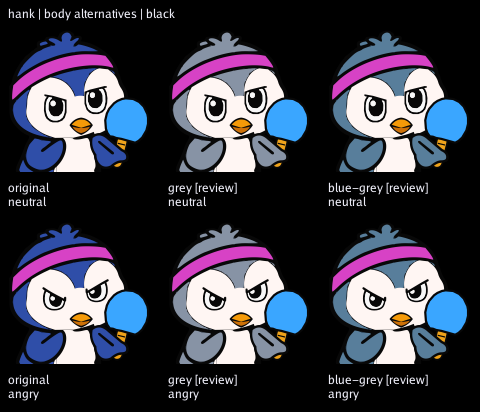 hank | body alternatives | black
original
neutral
grey [review]
neutral
blue-grey [review]
neutral
original
angry
grey [review]
angry
blue-grey [review]
angry